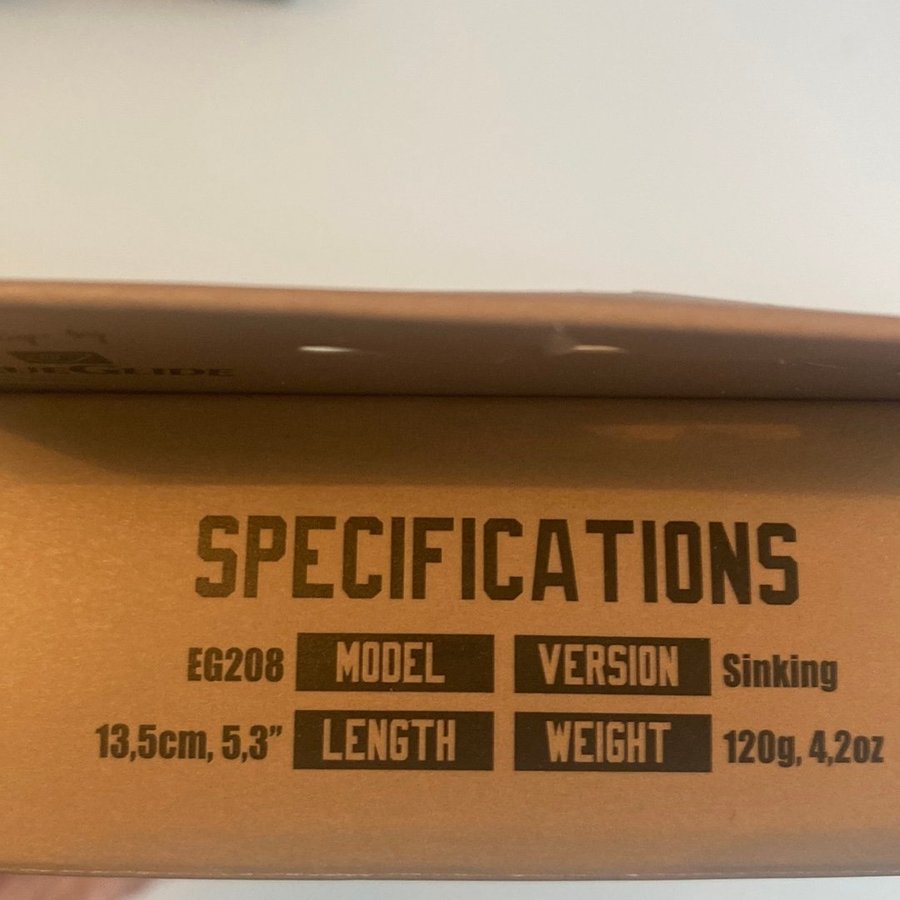 SPECIFICATIONS
EG208 MODEL VERSION Sinking
13,5cm, 5,3” LENGTH WEIGHT 120g, 4,2oz